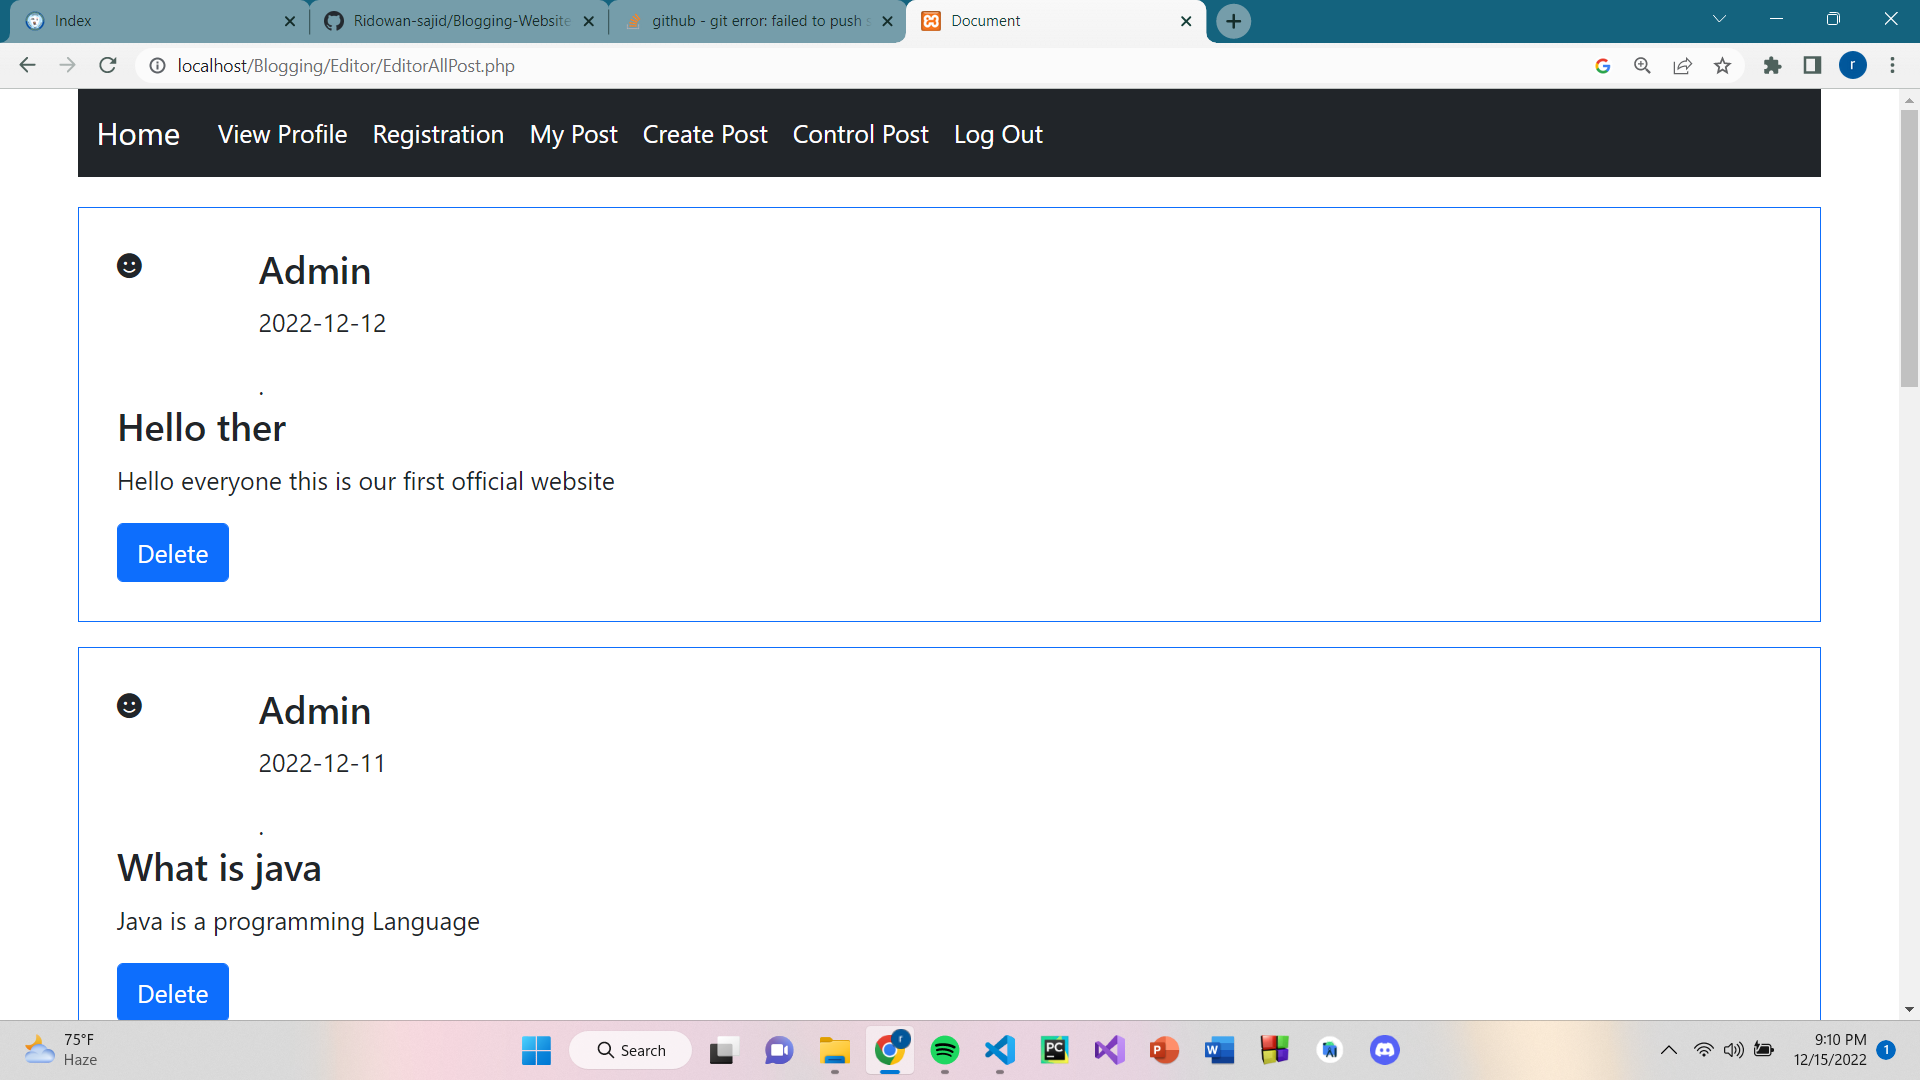 Index
Ridowan-sajid/Blogging-Website
github - git error: failed to push s
Document
localhost/Blogging/Editor/EditorAllPost.php
r
Home View Profile Registration My Post Create Post Control Post Log Out
Admin
2022-12-12
.
Hello ther
Hello everyone this is our first official website
Delete
Admin
2022-12-11
.
What is java
Java is a programming Language
Delete
75°F
Haze
Search
r
PC
P
W
9:10 PM
12/15/2022
1